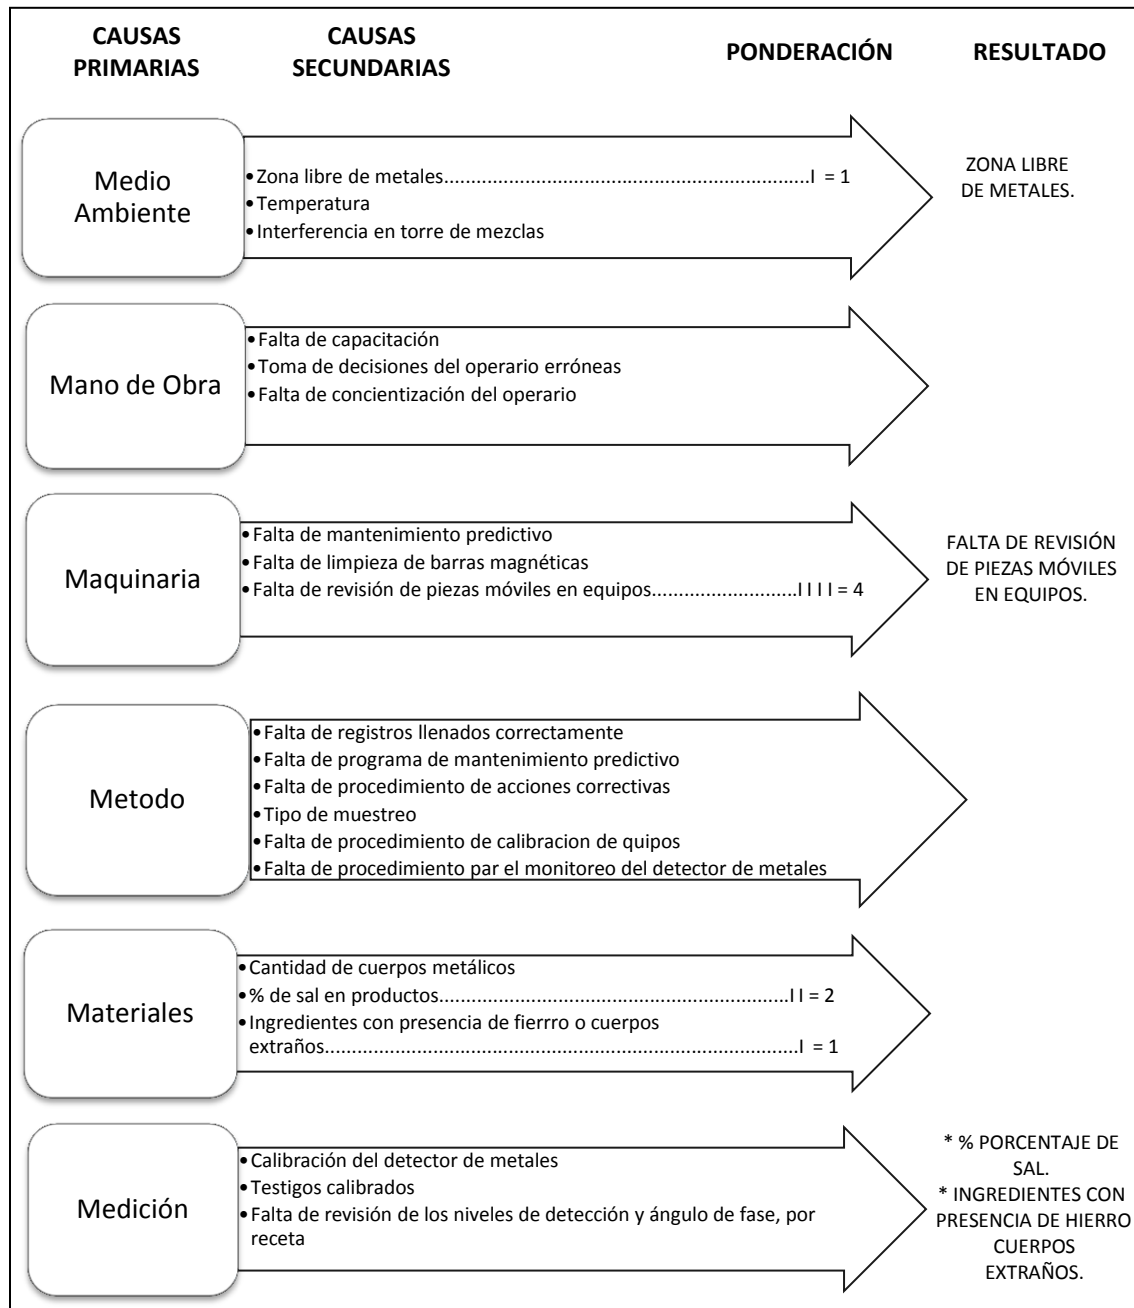 CAUSAS
PRIMARIAS
CAUSAS
SECUNDARIAS
PONDERACIÓN
RESULTADO
Medio
Ambiente
•Zona libre de metales......................................................................I = 1
•Temperatura
•Interferencia en torre de mezclas
ZONA LIBRE
DE METALES.
Mano de Obra
•Falta de capacitación
•Toma de decisiones del operario erróneas
•Falta de concientización del operario
Maquinaria
•Falta de mantenimiento predictivo
•Falta de limpieza de barras magnéticas
•Falta de revisión de piezas móviles en equipos............................I I I I = 4
FALTA DE REVISIÓN
DE PIEZAS MÓVILES
EN EQUIPOS.
Metodo
•Falta de registros llenados correctamente
•Falta de programa de mantenimiento predictivo
•Falta de procedimiento de acciones correctivas
•Tipo de muestreo
•Falta de procedimiento de calibracion de quipos
•Falta de procedimiento par el monitoreo del detector de metales
Materiales
•Cantidad de cuerpos metálicos
•% de sal en productos...................................................................I I = 2
•Ingredientes con presencia de fierrro o cuerpos
extraños...........................................................................................I = 1
Medición
•Calibración del detector de metales
•Testigos calibrados
•Falta de revisión de los niveles de detección y ángulo de fase, por
receta
* % PORCENTAJE DE
SAL.
* INGREDIENTES CON
PRESENCIA DE HIERRO
CUERPOS
EXTRAÑOS.